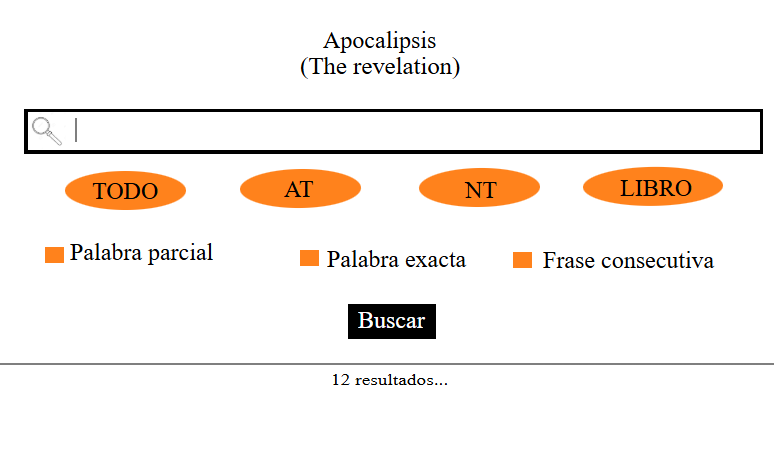 Apocalipsis
(The revelation)
TODO AT NT LIBRO
Palabra parcial Palabra exacta Frase consecutiva
Buscar
12 resultados...